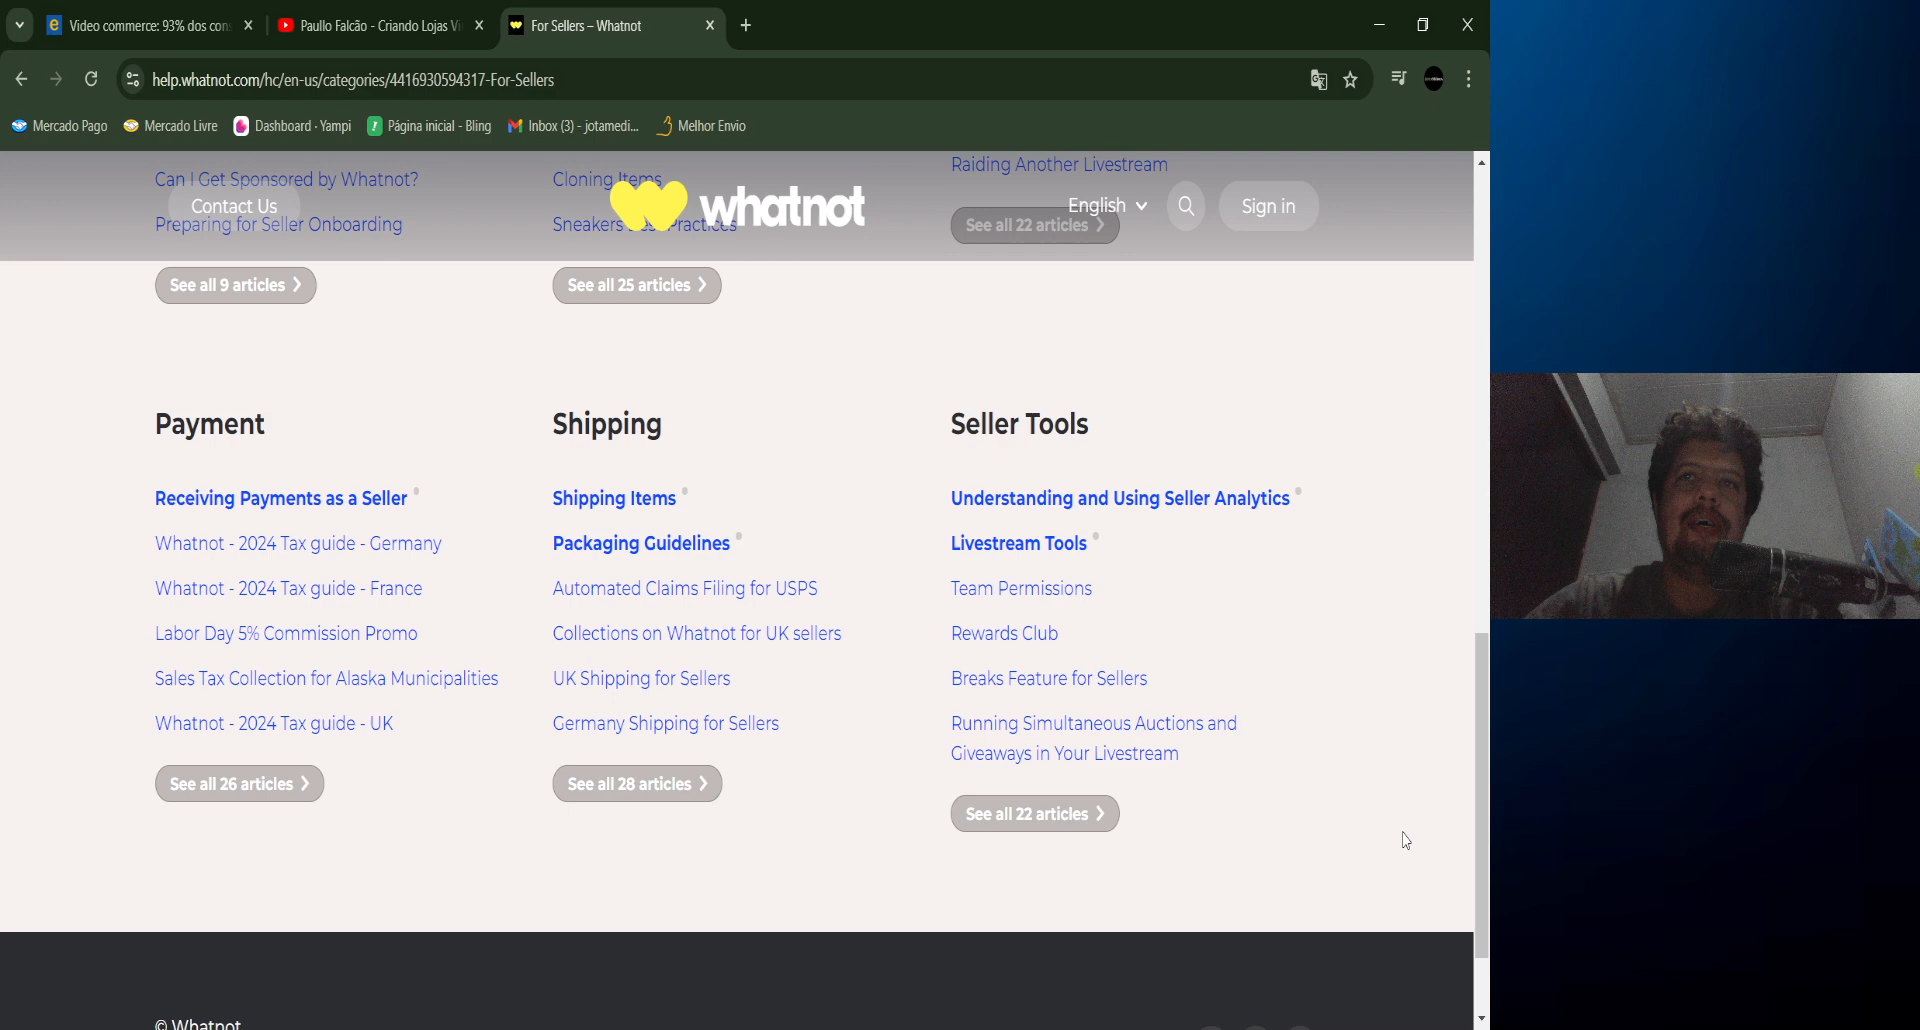 Video commerce: 93% dos con
Paullo Falcão - Criando Lojas Vi
For Sellers – Whatnot
help.whatnot.com/hc/en-us/categories/4416930594317-For-Sellers
Mercado Pago
Mercado Livre
Dashboard · Yampi
Página inicial - Bling
Inbox (3) - jotamedi...
Melhor Envio
Can I Get Sponsored by Whatnot?
Cloning Items
Raiding Another Livestream
Contact Us
whatnot
English
Sign in
Preparing for Seller Onboarding
Sneakers Best Practices
See all 22 articles
See all 9 articles
See all 25 articles
Payment
Receiving Payments as a Seller
Whatnot - 2024 Tax guide - Germany
Whatnot - 2024 Tax guide - France
Labor Day 5% Commission Promo
Sales Tax Collection for Alaska Municipalities
Whatnot - 2024 Tax guide - UK
See all 26 articles
Shipping
Shipping Items
Packaging Guidelines
Automated Claims Filing for USPS
Collections on Whatnot for UK sellers
UK Shipping for Sellers
Germany Shipping for Sellers
See all 28 articles
Seller Tools
Understanding and Using Seller Analytics
Livestream Tools
Team Permissions
Rewards Club
Breaks Feature for Sellers
Running Simultaneous Auctions and
Giveaways in Your Livestream
See all 22 articles
© Whatnot